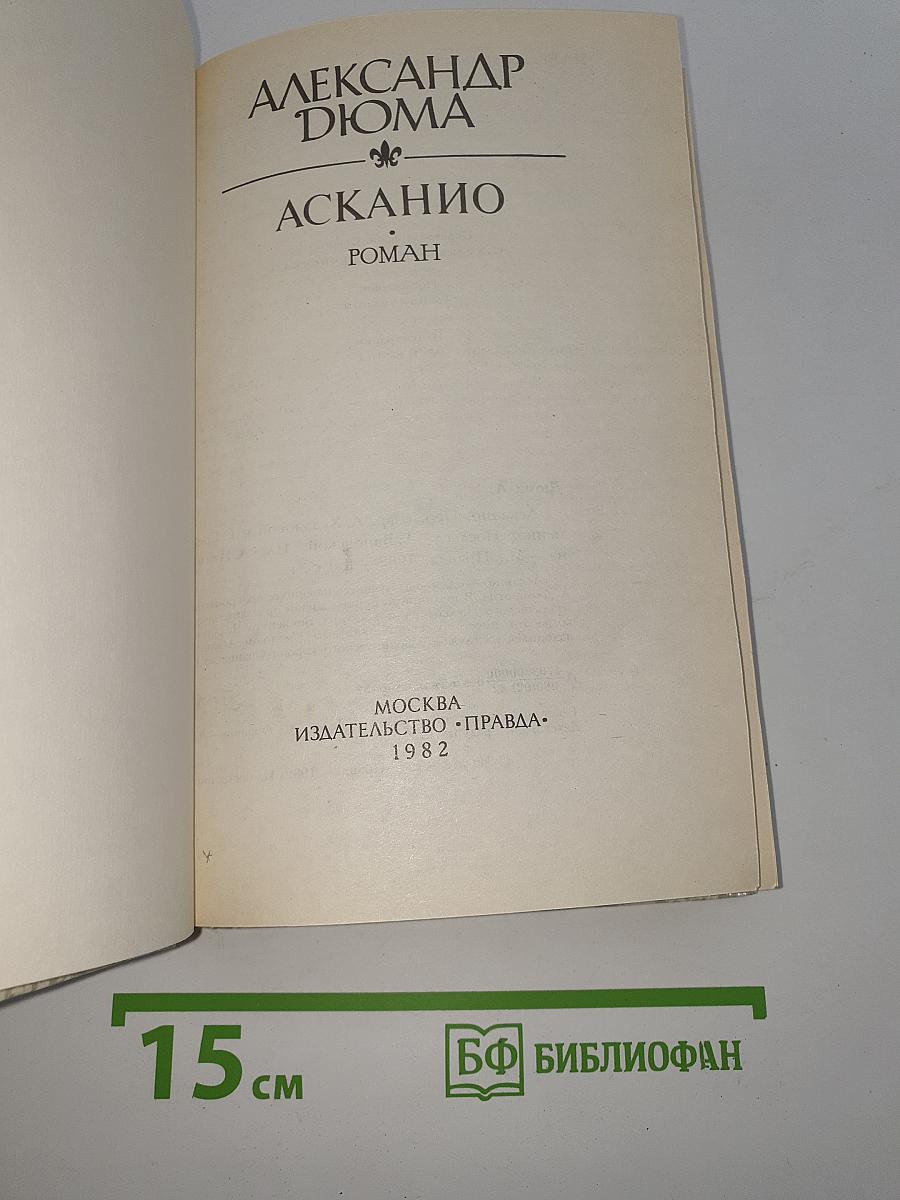 АЛЕКСАНДР
ДЮМА
АСКАНИО
РОМАН
МОСКВА
ИЗДАТЕЛЬСТВО •ПРАВДА•
1982
15 см
БФ БИБЛИОФАН